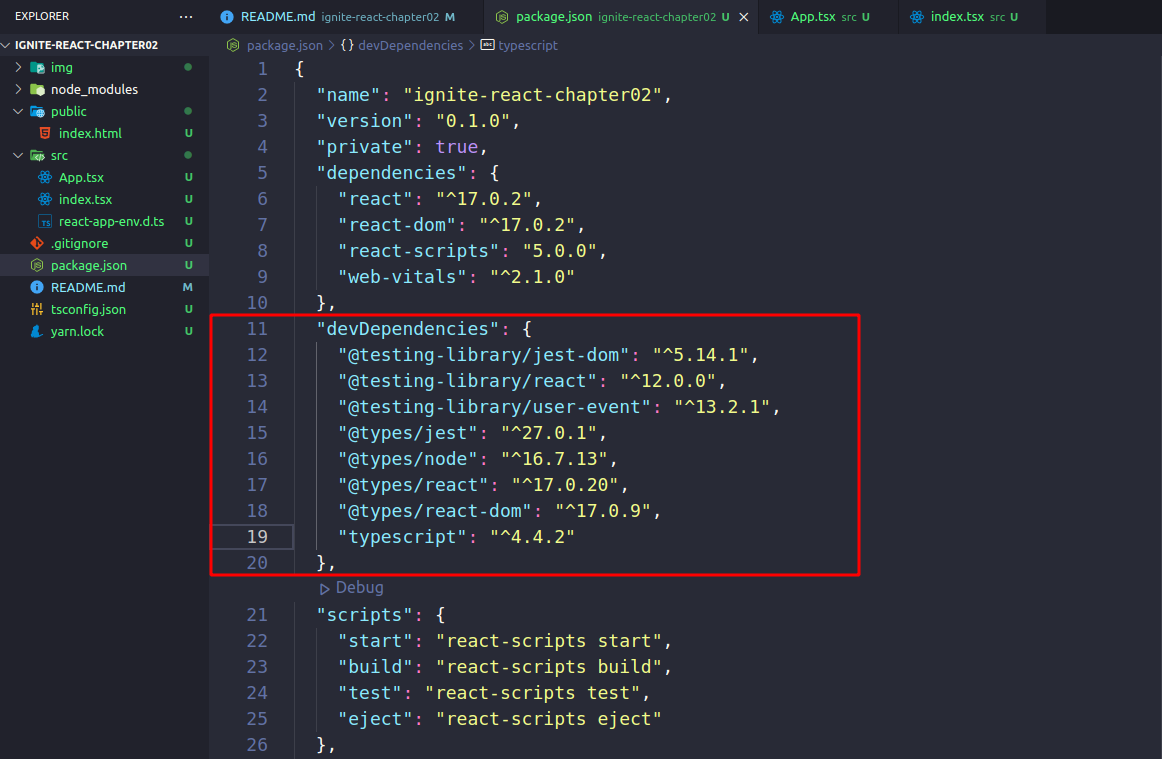 EXPLORER ...
IGNITE-REACT-CHAPTER02
img
node_modules
public
index.html U
src
App.tsx U
index.tsx U
react-app-env.d.ts U
.gitignore U
package.json U
README.md M
tsconfig.json U
yarn.lock U
README.md ignite-react-chapter02 M
package.json ignite-react-chapter02 U
App.tsx src U
index.tsx src U
package.json > {} devDependencies > abc typescript
1 {
2 "name": "ignite-react-chapter02",
3 "version": "0.1.0",
4 "private": true,
5 "dependencies": {
6 "react": "^17.0.2",
7 "react-dom": "^17.0.2",
8 "react-scripts": "5.0.0",
9 "web-vitals": "^2.1.0"
10 },
11 "devDependencies": {
12 "@testing-library/jest-dom": "^5.14.1",
13 "@testing-library/react": "^12.0.0",
14 "@testing-library/user-event": "^13.2.1",
15 "@types/jest": "^27.0.1",
16 "@types/node": "^16.7.13",
17 "@types/react": "^17.0.20",
18 "@types/react-dom": "^17.0.9",
19 "typescript": "^4.4.2"
20 },
Debug
21 "scripts": {
22 "start": "react-scripts start",
23 "build": "react-scripts build",
24 "test": "react-scripts test",
25 "eject": "react-scripts eject"
26 },